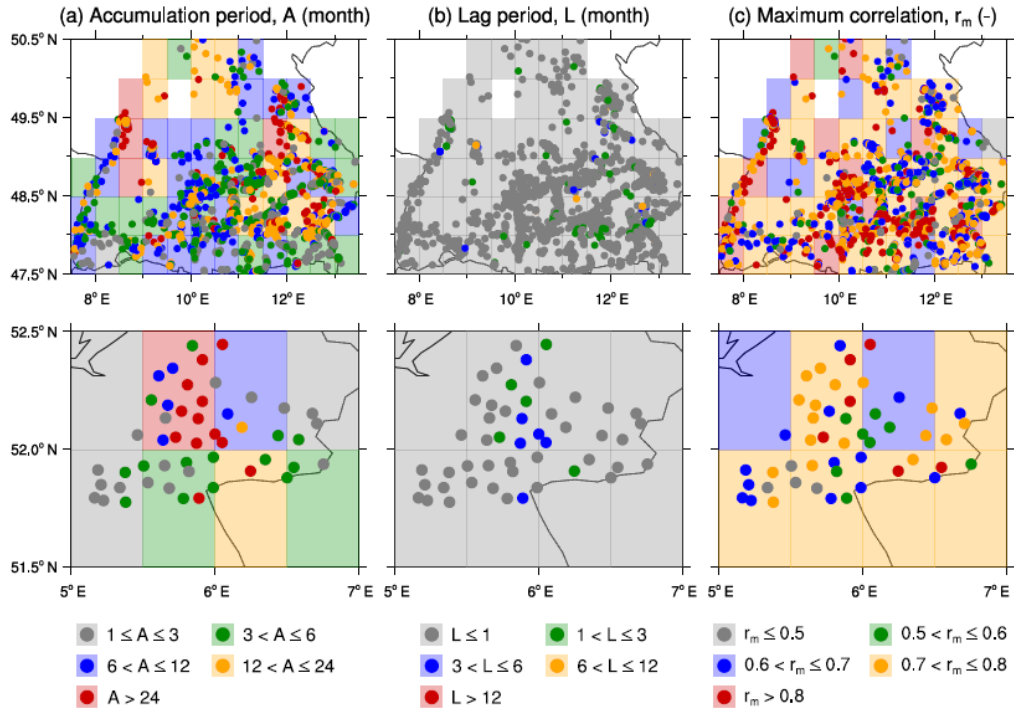 (a) Accumulation period, A (month) (b) Lag period, L (month) (c) Maximum correlation, rₘ (-)
50.5° N
49.5° N
48.5° N
47.5° N
8° E 10° E 12° E 8° E 10° E 12° E 8° E 10° E 12° E
52.5° N
52.0° N
51.5° N
5° E 6° E 7° E 5° E 6° E 7° E 5° E 6° E 7° E
1 ≤ A ≤ 3 3 < A ≤ 6 L ≤ 1 1 < L ≤ 3 rₘ ≤ 0.5 0.5 < rₘ ≤ 0.6
6 < A ≤ 12 12 < A ≤ 24 3 < L ≤ 6 6 < L ≤ 12 0.6 < rₘ ≤ 0.7 0.7 < rₘ ≤ 0.8
A > 24 L > 12 rₘ > 0.8